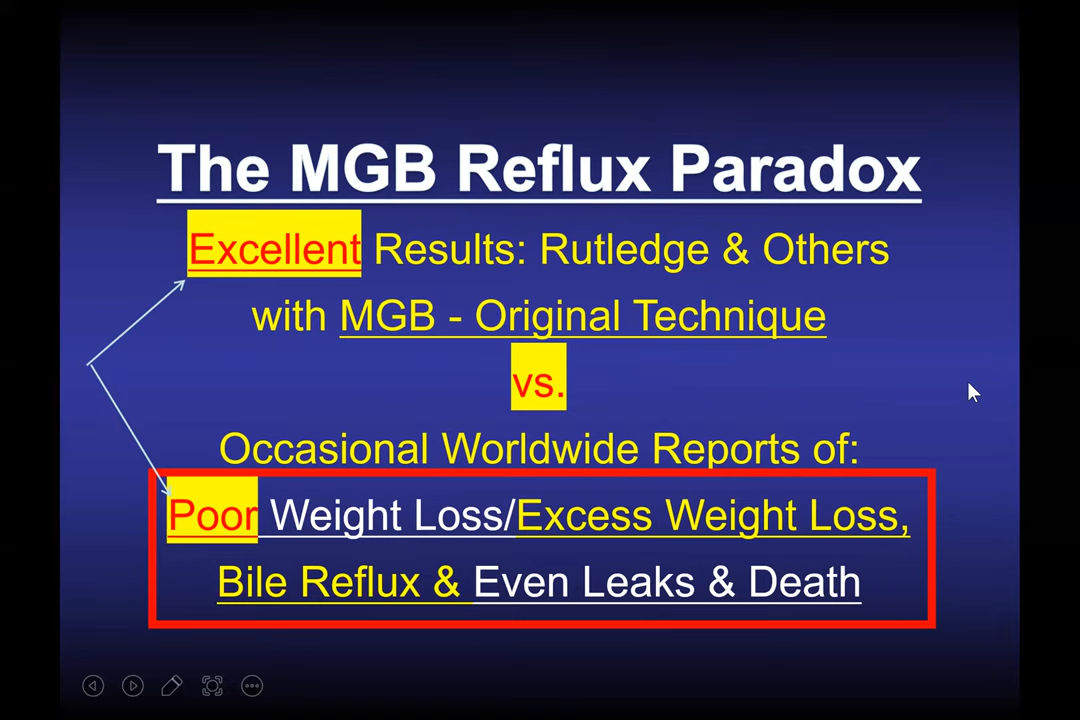 The MGB Reflux Paradox
Excellent Results: Rutledge & Others
with MGB - Original Technique
vs.
Occasional Worldwide Reports of:
Poor Weight Loss/Excess Weight Loss,
Bile Reflux & Even Leaks & Death